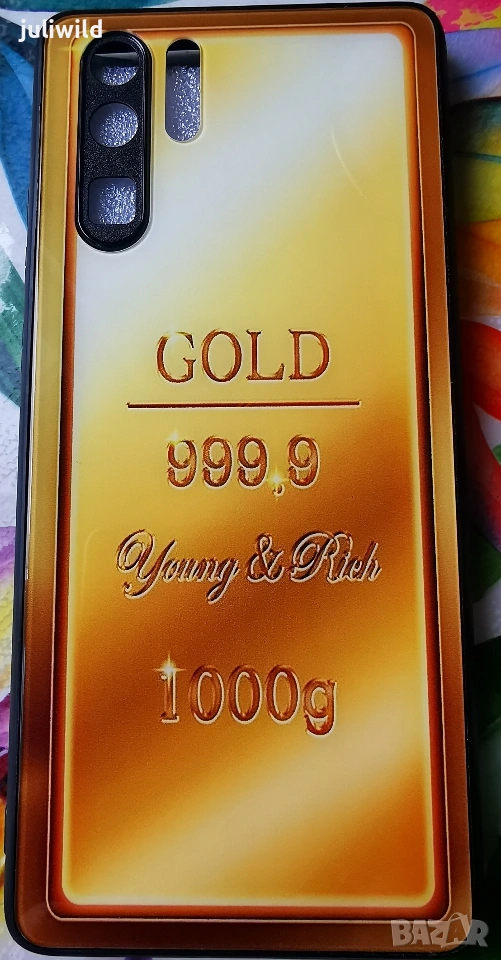 juliwild
GOLD
999,9
Young & Rich
1000g
BAZAR